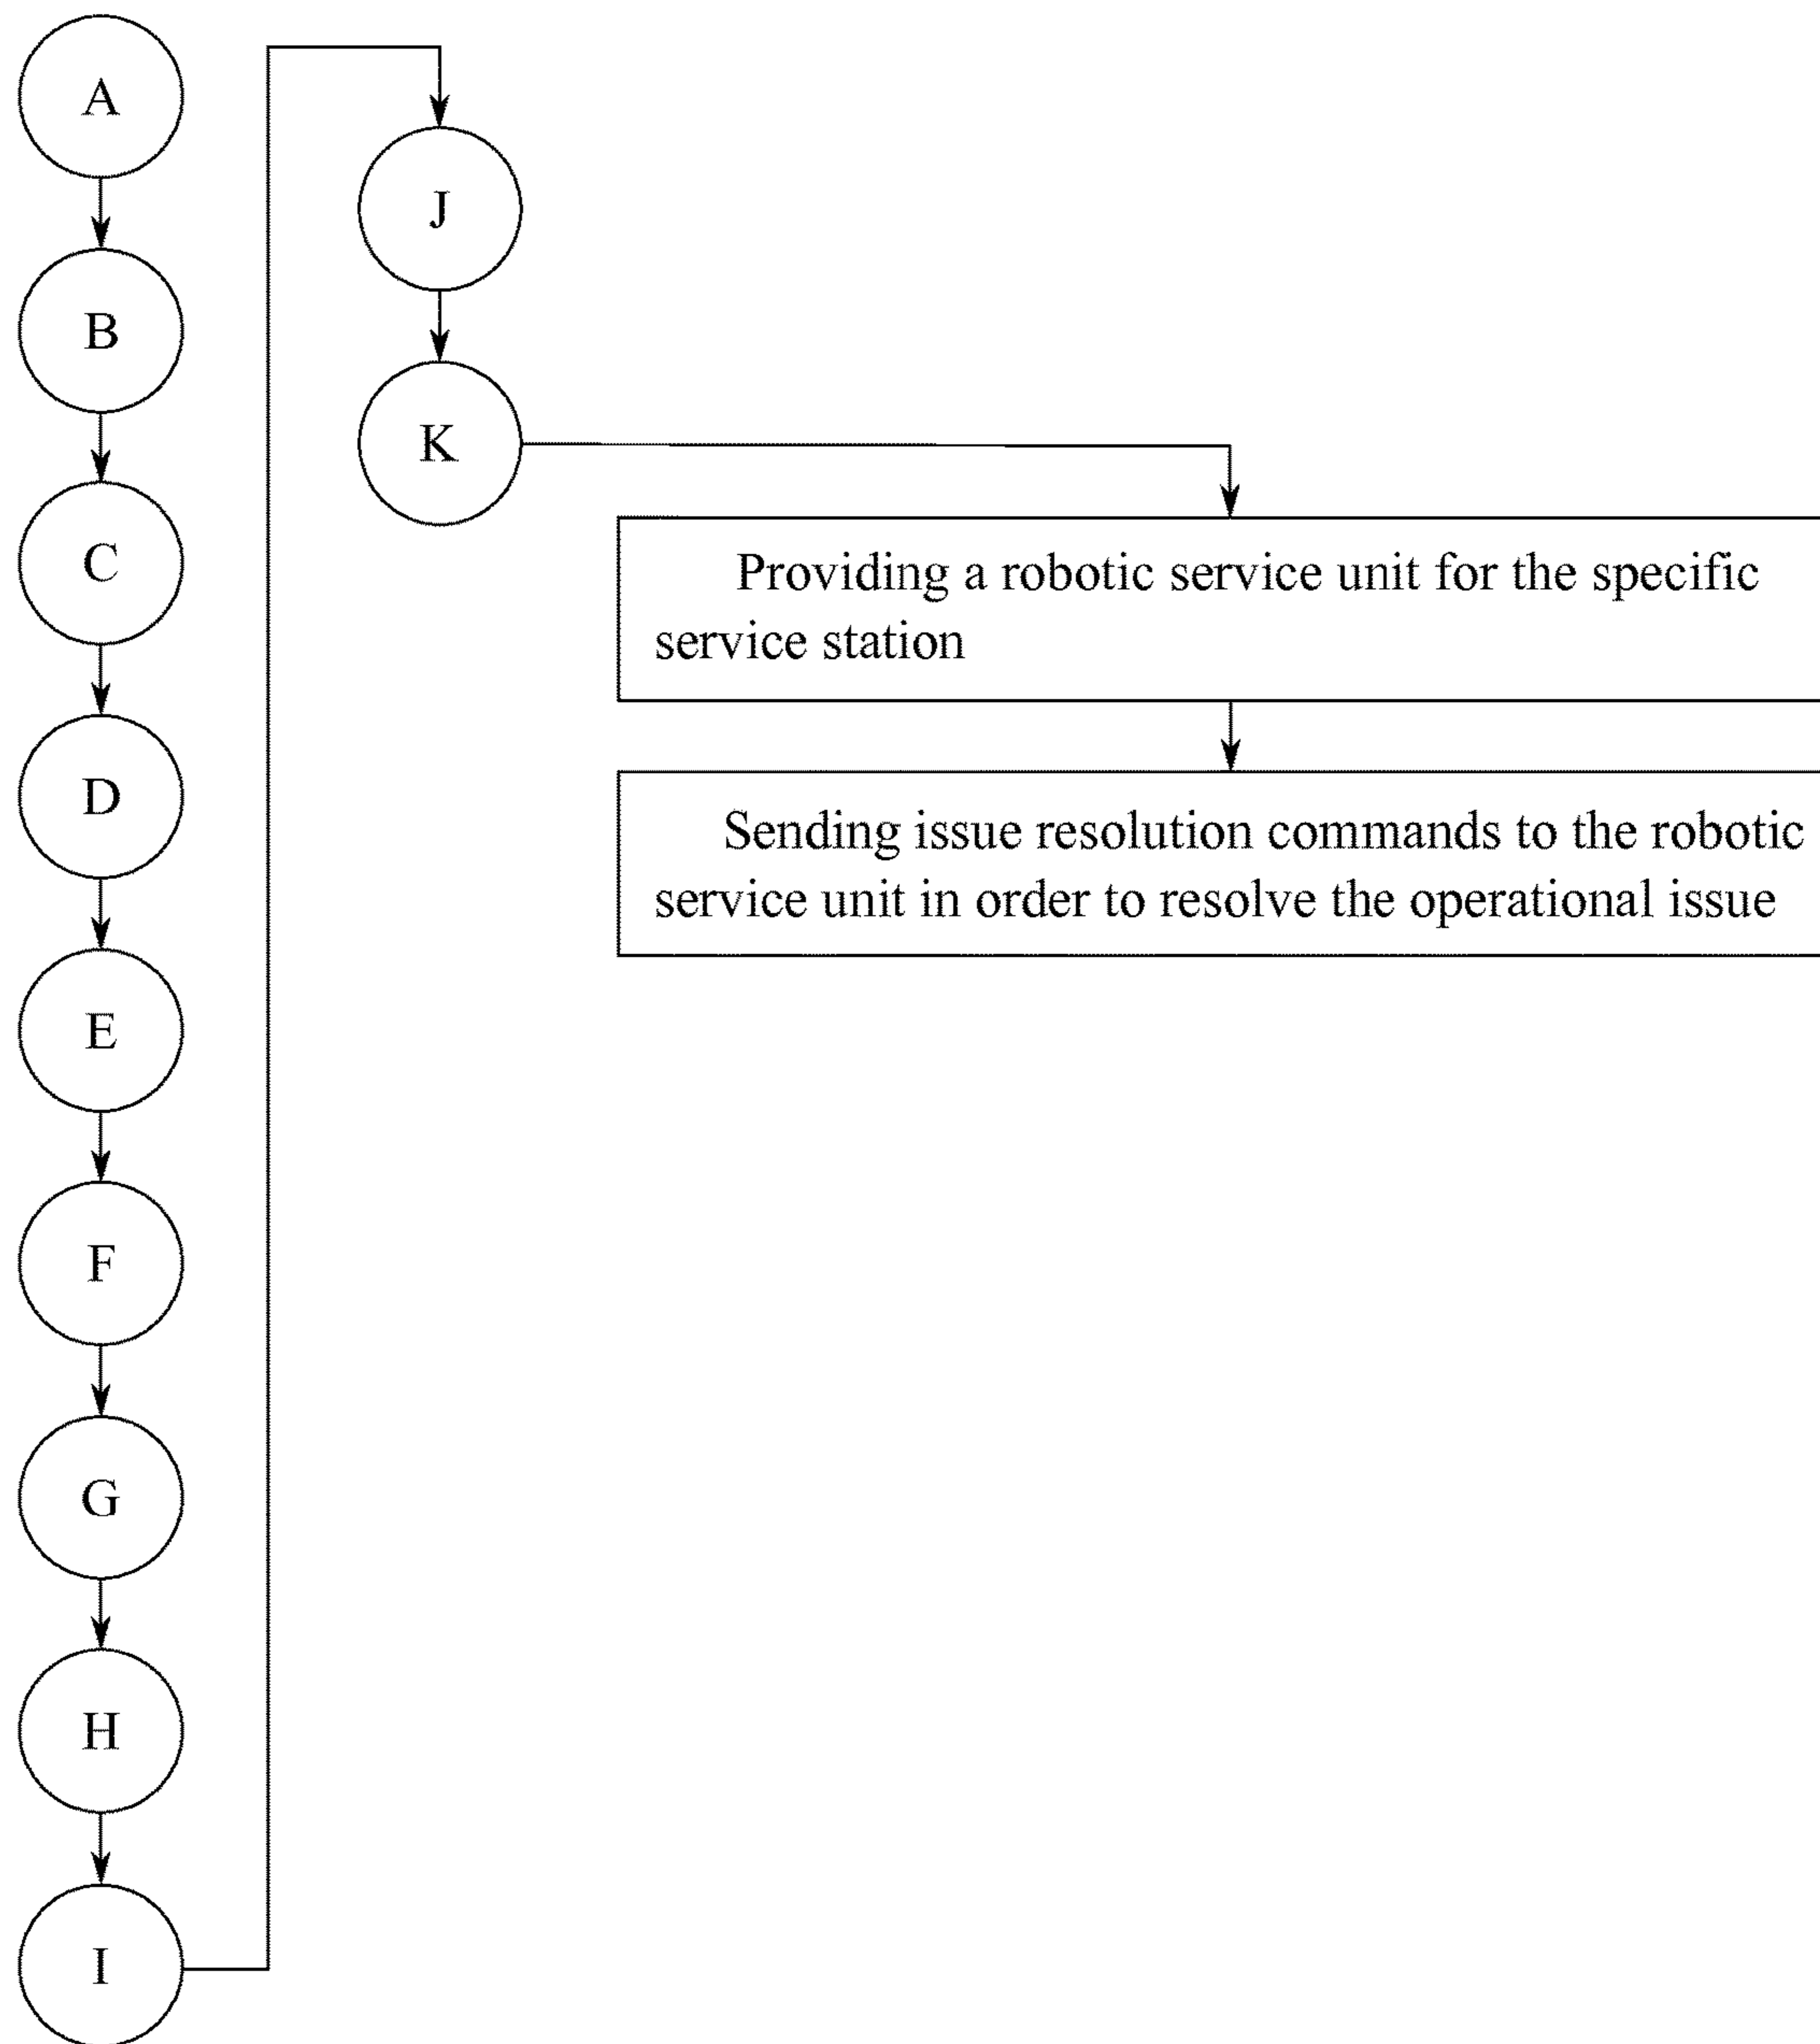 A
B
C
D
E
F
G
H
I
J
K
Providing a robotic service unit for the specific
service station
Sending issue resolution commands to the robotic
service unit in order to resolve the operational issue